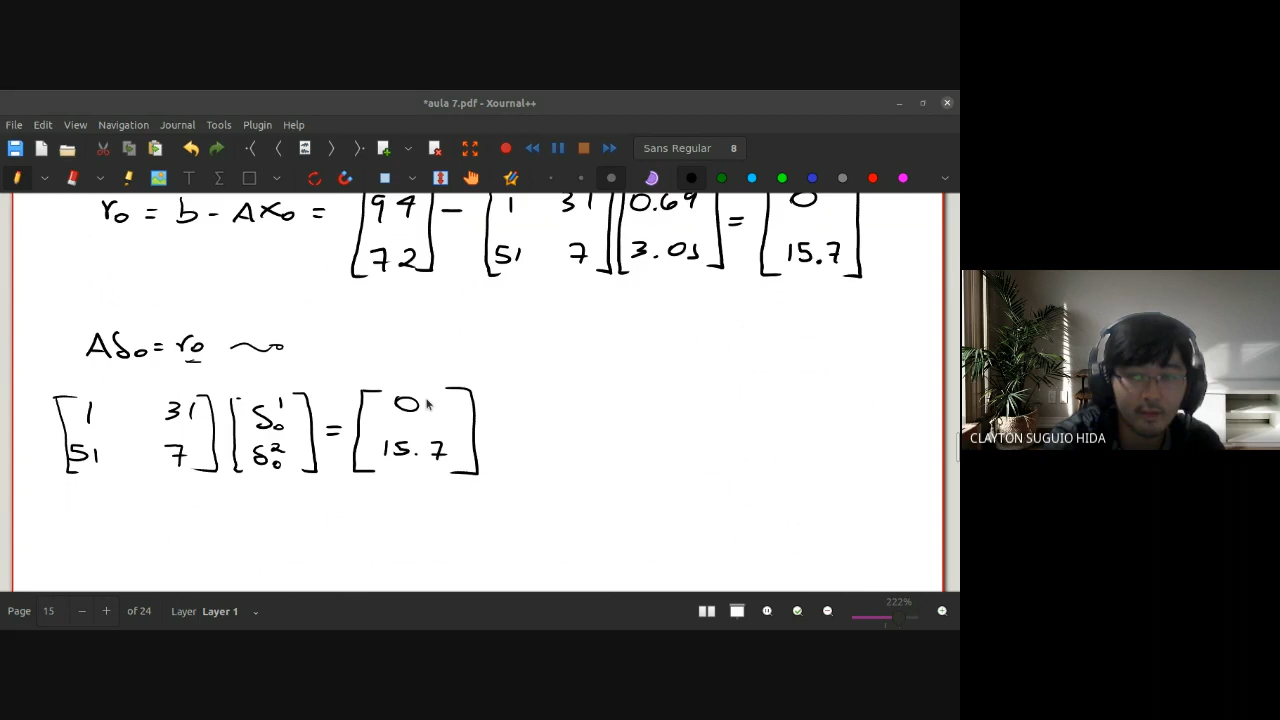 *aula 7.pdf - Xournal++
File Edit View Navigation Journal Tools Plugin Help
Sans Regular 8
r₀ = b - Ax₀ = [94 72] - [1 31 51 7] [0.69 3.01] = [0 15.7]
Aδ₀ = r₀
[1 31 51 7] [δ₀¹ δ₀²] = [0 15.7]
CLAYTON SUGUIO HIDA
Page 15 of 24 Layer Layer 1 222%